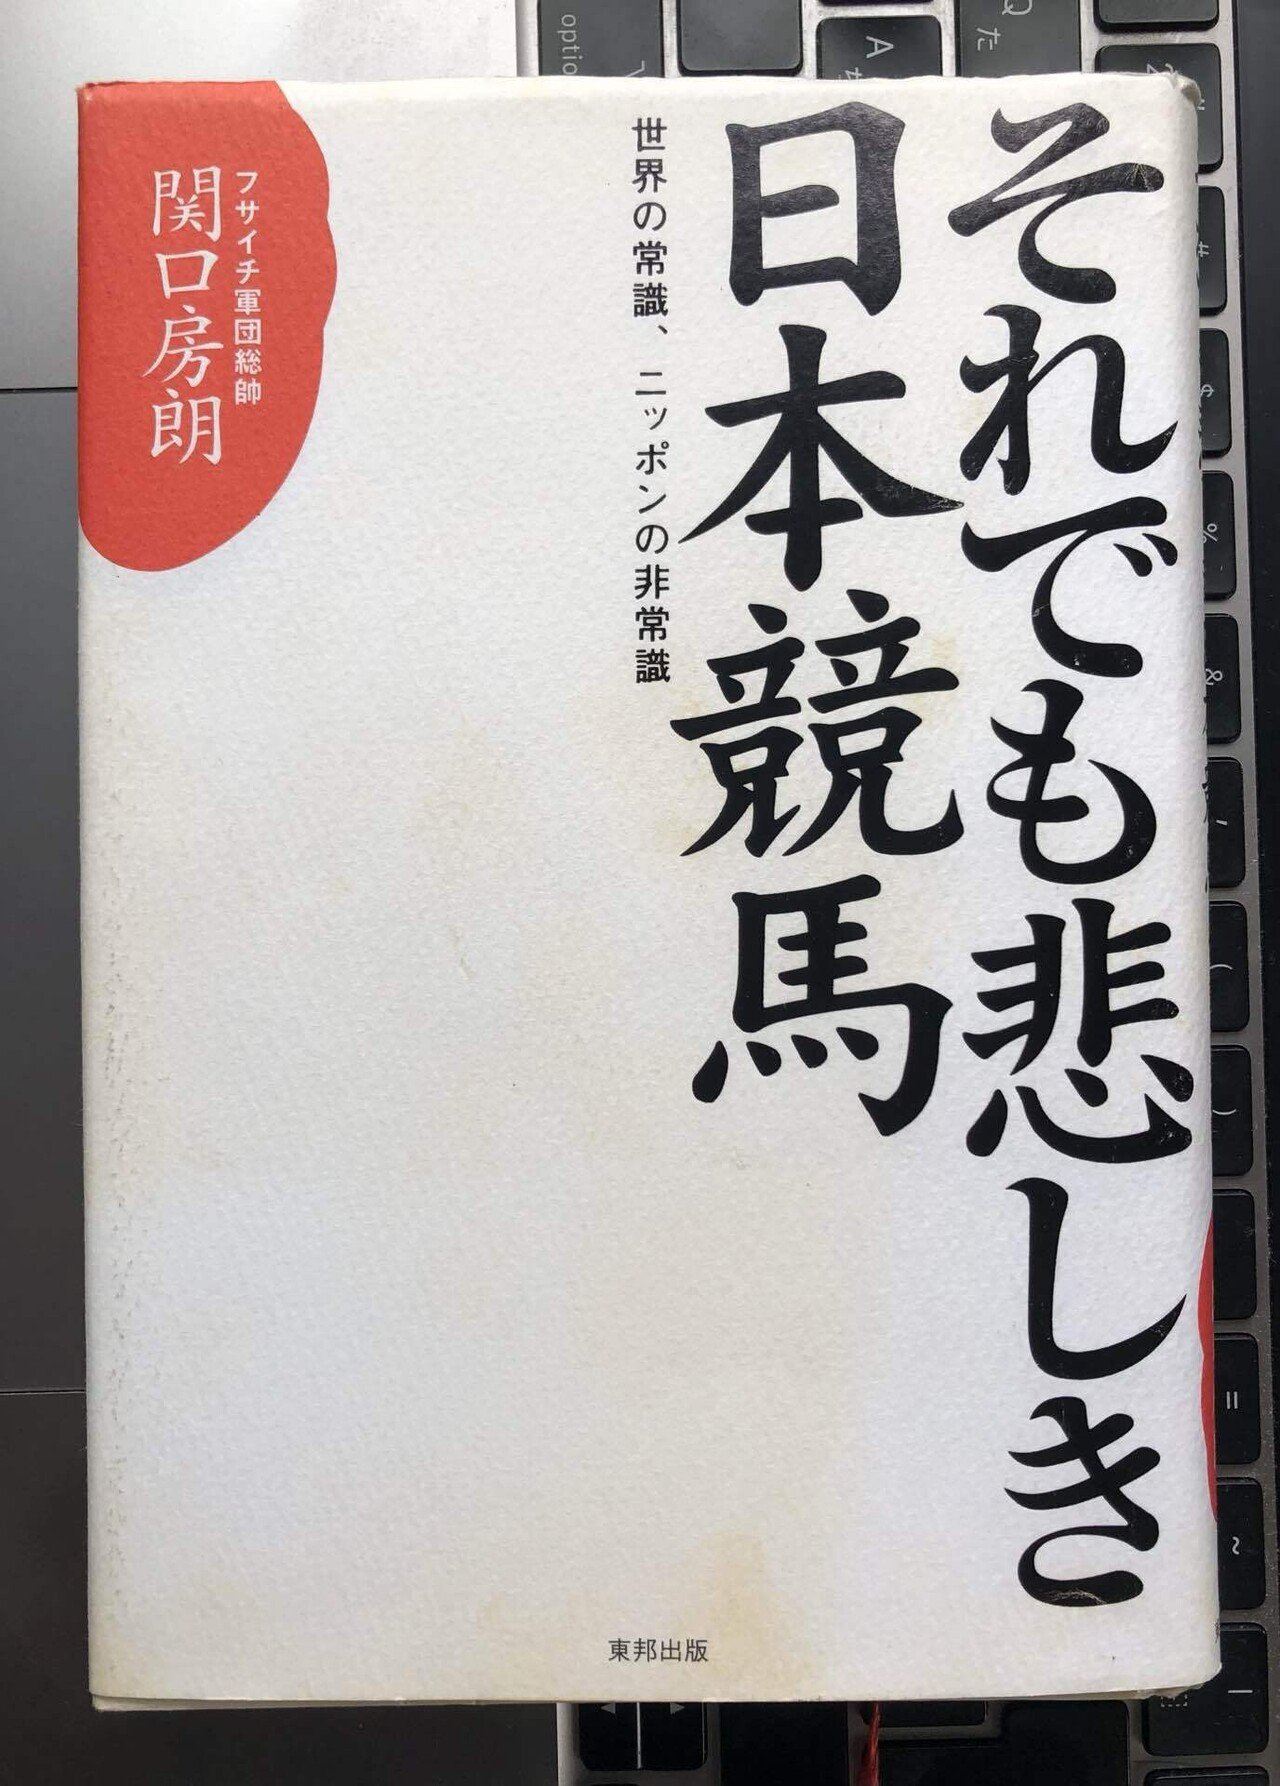 それでも悲しき
日本競馬
世界の常識、ニッポンの非常識
フサイチ軍団総帥
関口房朗
東邦出版
option
A
Q
た
%
&
(
)
=
~